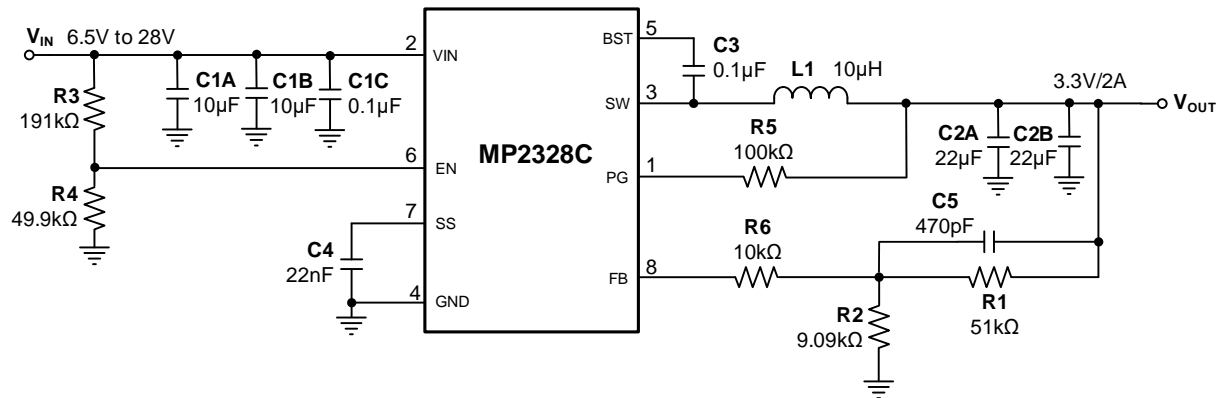 V_IN 6.5V to 28V
R3
191kΩ
C1A
10µF
C1B
10µF
C1C
0.1µF
R4
49.9kΩ
C4
22nF
2
VIN
6
EN
7
SS
4
GND
MP2328C
BST
5
SW
3
PG
1
FB
8
C3
0.1µF
L1
10µH
R5
100kΩ
3.3V/2A
V_OUT
C2A
22µF
C2B
22µF
C5
470pF
R6
10kΩ
R2
9.09kΩ
R1
51kΩ